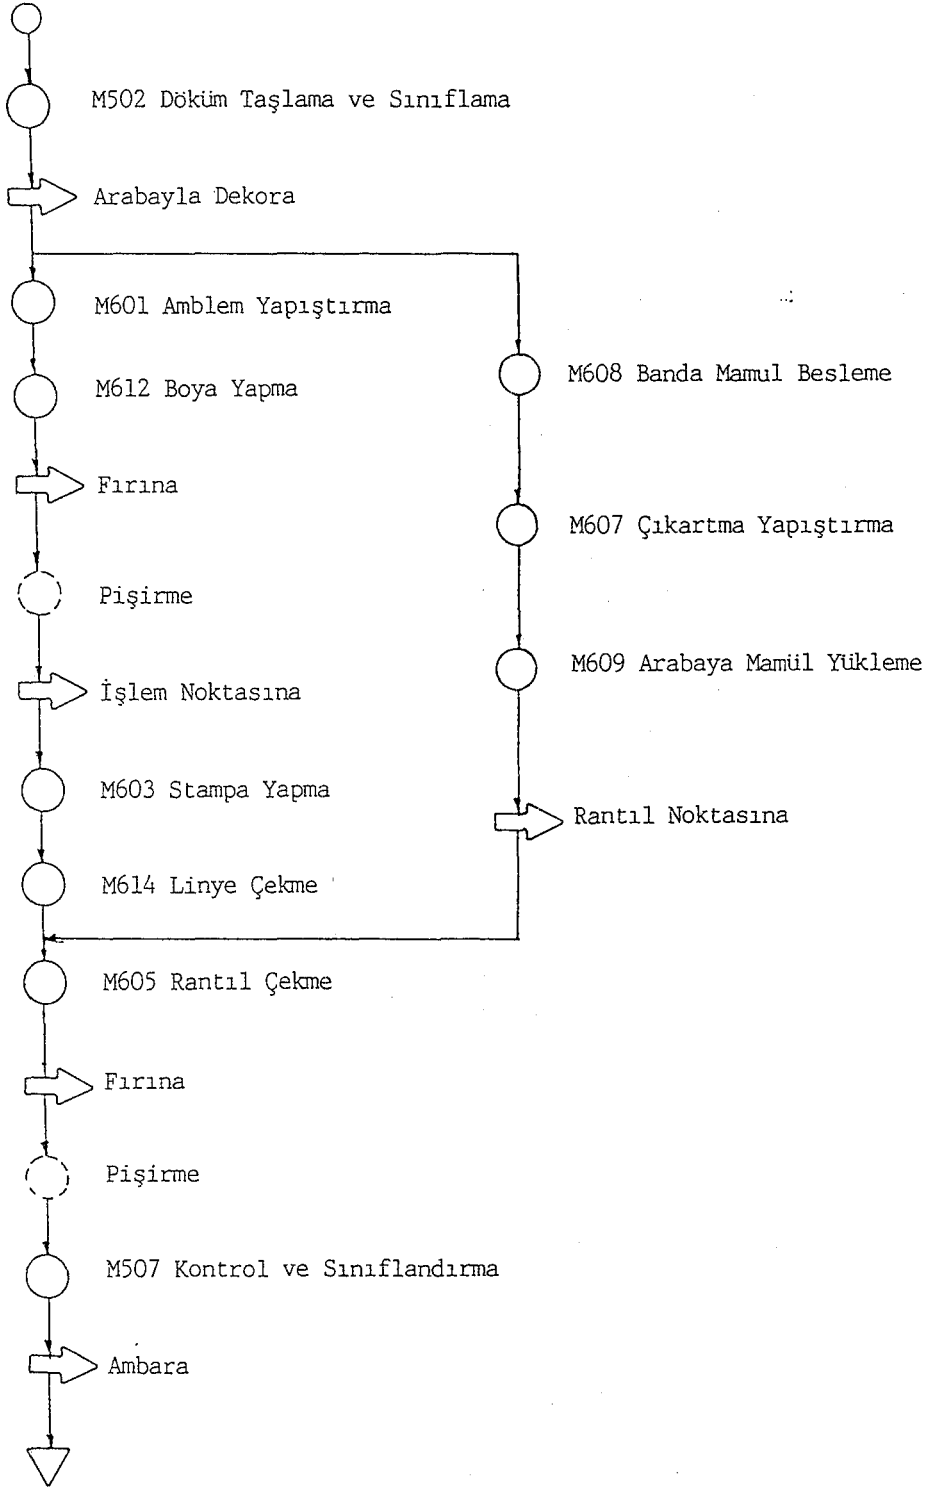 M502 Döküm Taşlama ve Sınıflama
Arabayla Dekora
M601 Amblem Yapıştırma
M612 Boya Yapma
Fırına
Pişirme
İşlem Noktasına
M603 Stampa Yapma
M614 Linye Çekme
M608 Banda Mamul Besleme
M607 Çıkartma Yapıştırma
M609 Arabaya Mamül Yükleme
Rantıl Noktasına
M605 Rantıl Çekme
Fırına
Pişirme
M507 Kontrol ve Sınıflandırma
Ambara